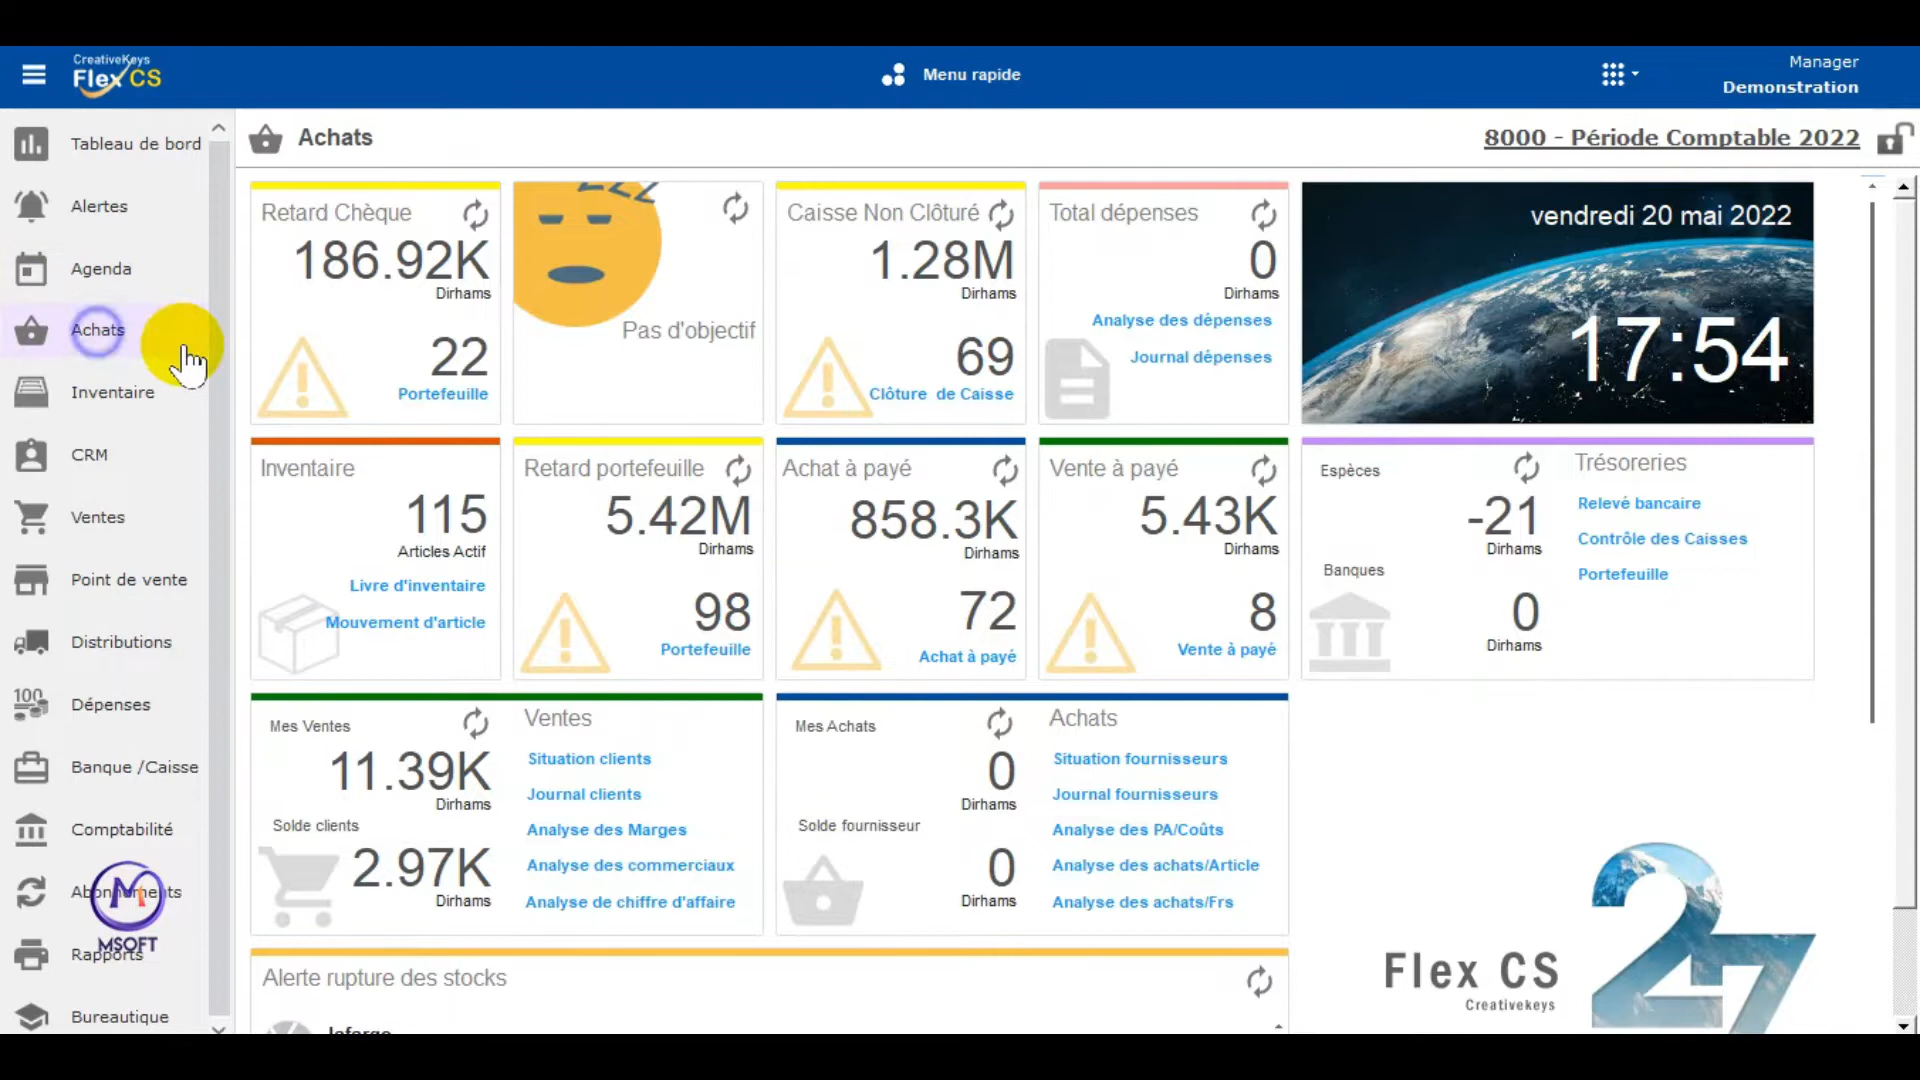 CreativeKeys
Flex CS
Menu rapide
Manager
Demonstration
Tableau de bord
Alertes
Agenda
Achats
Inventaire
CRM
Ventes
Point de vente
Distributions
100
Dépenses
Banque /Caisse
Comptabilité
Abonnements
MSOFT
Rapports
Bureautique
Achats
8000 - Période Comptable 2022
Retard Chèque
186.92K
Dirhams
22
Portefeuille
zzz
Pas d'objectif
Caisse Non Clôturé
1.28M
Dirhams
69
Clôture de Caisse
Total dépenses
0
Dirhams
Analyse des dépenses
Journal dépenses
vendredi 20 mai 2022
17:54
Inventaire
115
Articles Actif
Livre d'inventaire
Mouvement d'article
Retard portefeuille
5.42M
Dirhams
98
Portefeuille
Achat à payé
858.3K
Dirhams
72
Achat à payé
Vente à payé
5.43K
Dirhams
8
Vente à payé
Espèces
-21
Dirhams
Banques
0
Dirhams
Trésoreries
Relevé bancaire
Contrôle des Caisses
Portefeuille
Mes Ventes
11.39K
Dirhams
Solde clients
2.97K
Dirhams
Ventes
Situation clients
Journal clients
Analyse des Marges
Analyse des commerciaux
Analyse de chiffre d'affaire
Mes Achats
0
Dirhams
Solde fournisseur
0
Dirhams
Achats
Situation fournisseurs
Journal fournisseurs
Analyse des PA/Coûts
Analyse des achats/Article
Analyse des achats/Frs
Alerte rupture des stocks
lafarge
Flex CS
Creativekeys
27